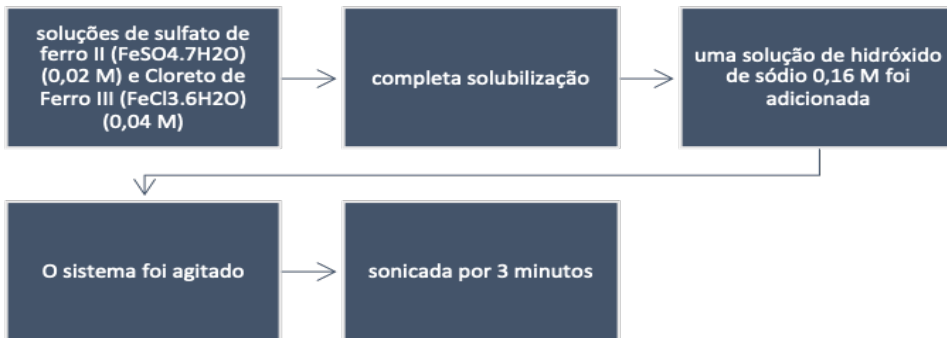 soluções de sulfato de
ferro II (FeSO4.7H2O)
(0,02 M) e Cloreto de
Ferro III (FeCl3.6H2O)
(0,04 M)
completa solubilização
uma solução de hidróxido
de sódio 0,16 M foi
adicionada
O sistema foi agitado
sonicada por 3 minutos